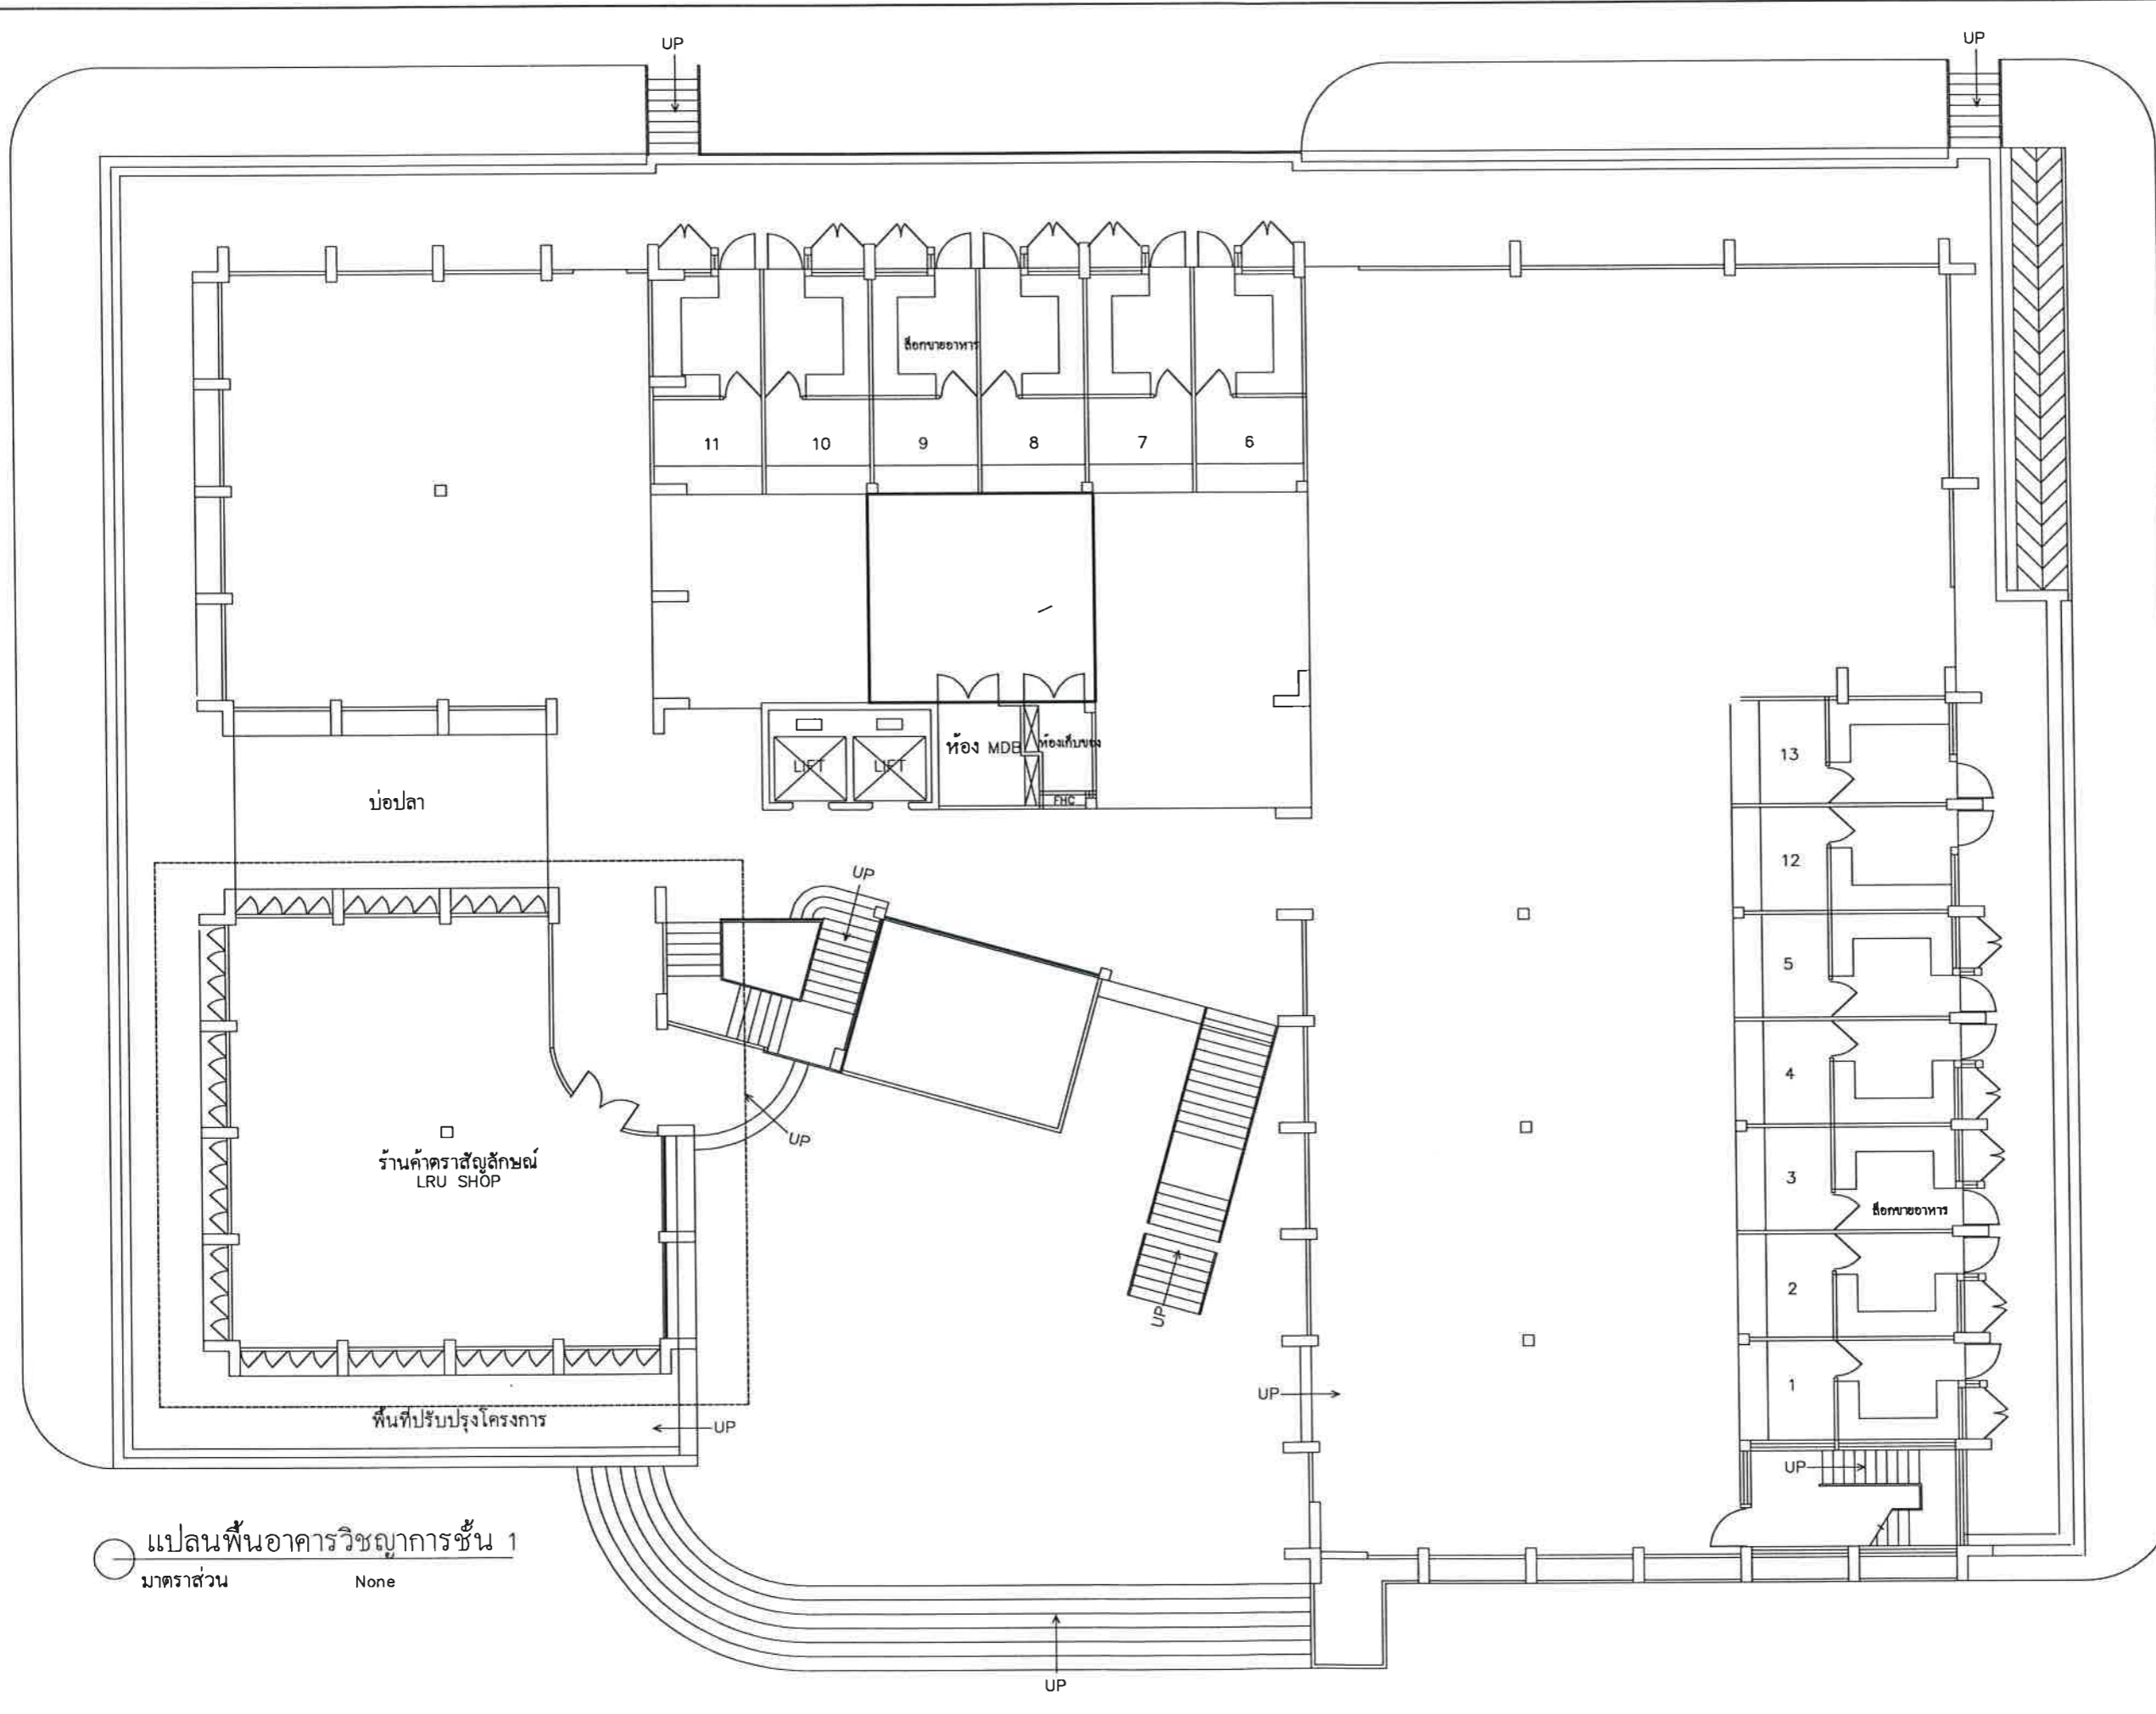 UP
UP
ล็อกขายอาหาร
11
10
9
8
7
6
ห้อง MDB
ห้องเก็บของ
LIFT
LIFT
FHC
บ่อปลา
13
12
5
4
3
ล็อกขายอาหาร
2
1
UP
UP
UP
ร้านค้าตราสัญลักษณ์
LRU SHOP
UP
พื้นที่ปรับปรุงโครงการ
UP
UP
แปลนพื้นอาคารวิชญาการชั้น 1
มาตราส่วน None
UP